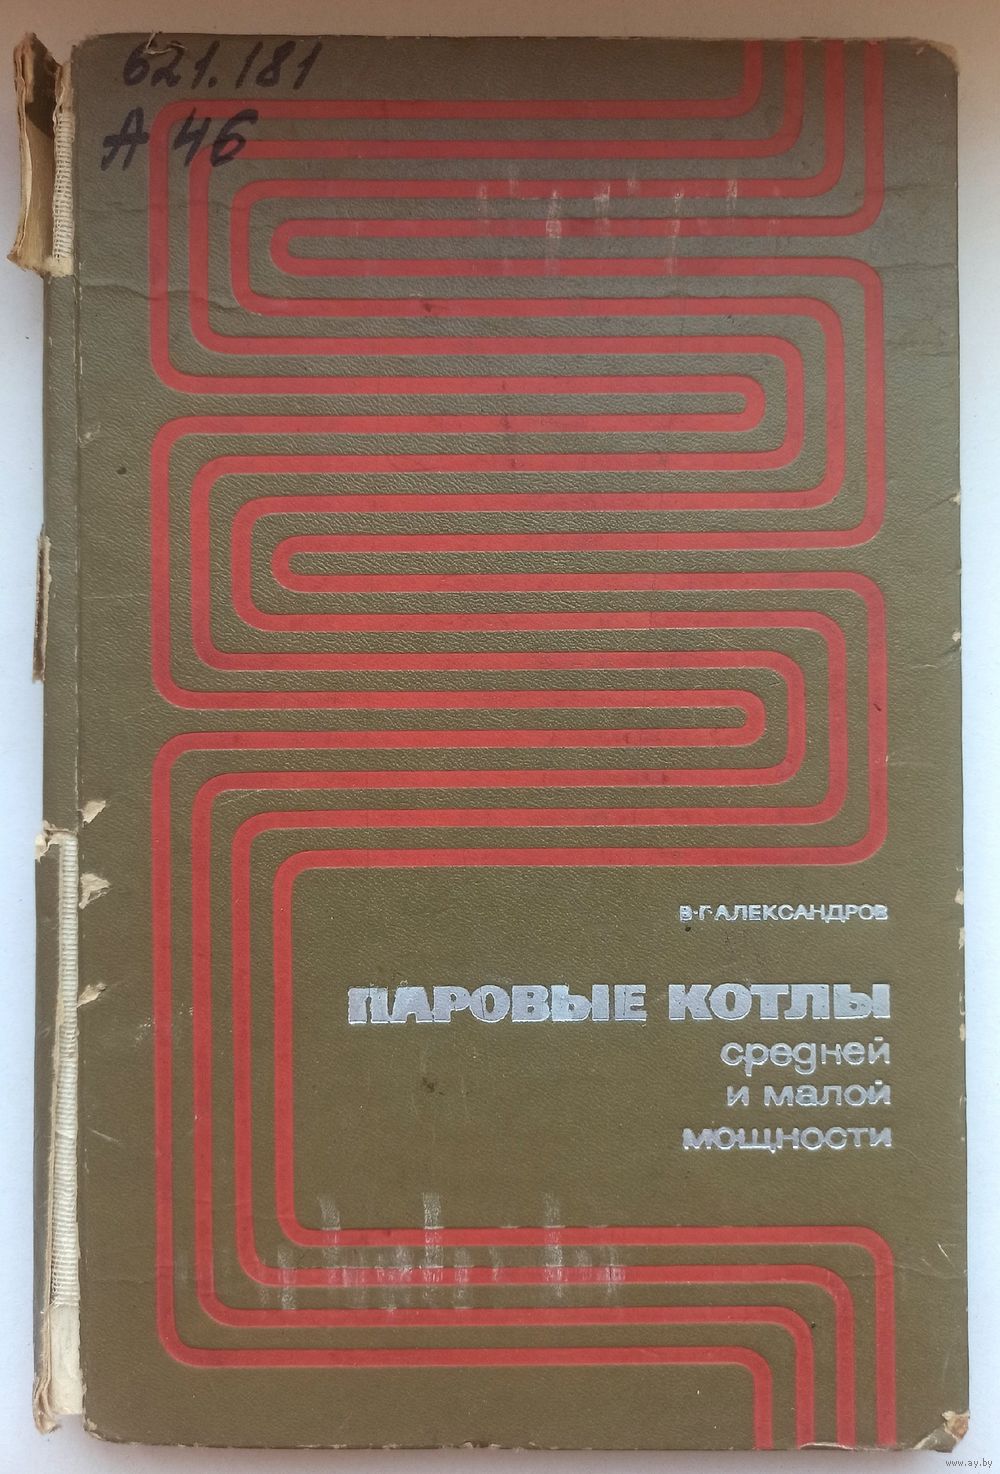 621.181
А 46
В·Г·АЛЕКСАНДРОВ
ПАРОВЫЕ КОТЛЫ
средней
и малой
мощности
www.ay.by